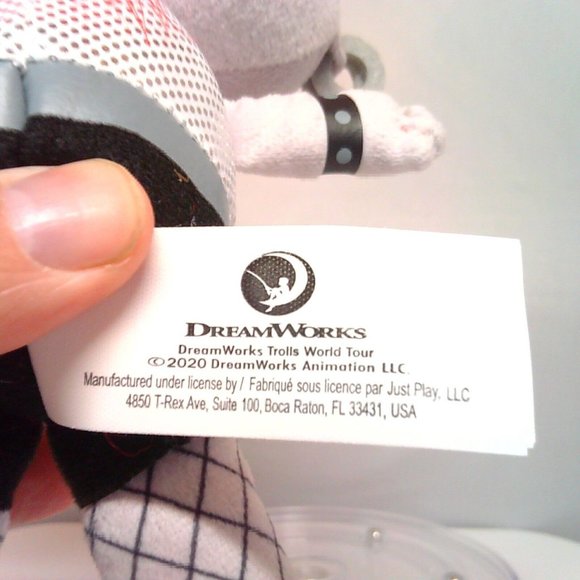 DREAMWORKS
DreamWorks Trolls World Tour
©2020 DreamWorks Animation LLC.
Manufactured under license by / Fabriqué sous licence par Just Play, LLC
4850 T-Rex Ave, Suite 100, Boca Raton, FL 33431, USA